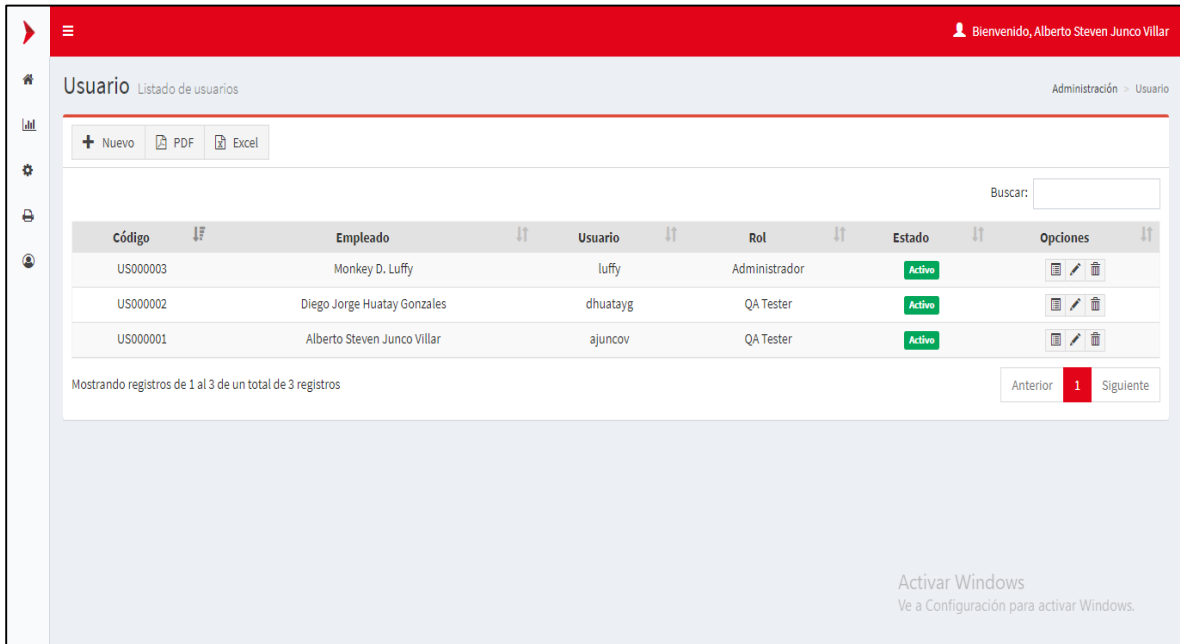 Bienvenido, Alberto Steven Junco Villar
Usuario Listado de usuarios
Administración > Usuario
Nuevo PDF Excel
Buscar:
Código Empleado Usuario Rol Estado Opciones
US000003 Monkey D. Luffy luffy Administrador Activo
US000002 Diego Jorge Huatay Gonzales dhuatayg QA Tester Activo
US000001 Alberto Steven Junco Villar ajuncov QA Tester Activo
Mostrando registros de 1 al 3 de un total de 3 registros
Anterior 1 Siguiente
Activar Windows
Ve a Configuración para activar Windows.